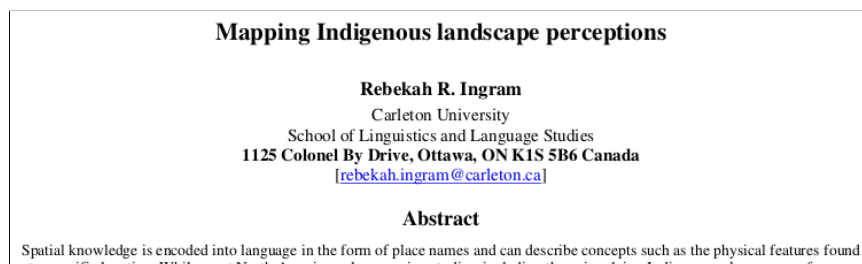 Mapping Indigenous landscape perceptions
Rebekah R. Ingram
Carleton University
School of Linguistics and Language Studies
1125 Colonel By Drive, Ottawa, ON K1S 5B6 Canada
[rebekah.ingram@carleton.ca]
Abstract
Spatial knowledge is encoded into language in the form of place names and can describe concepts such as the physical features found